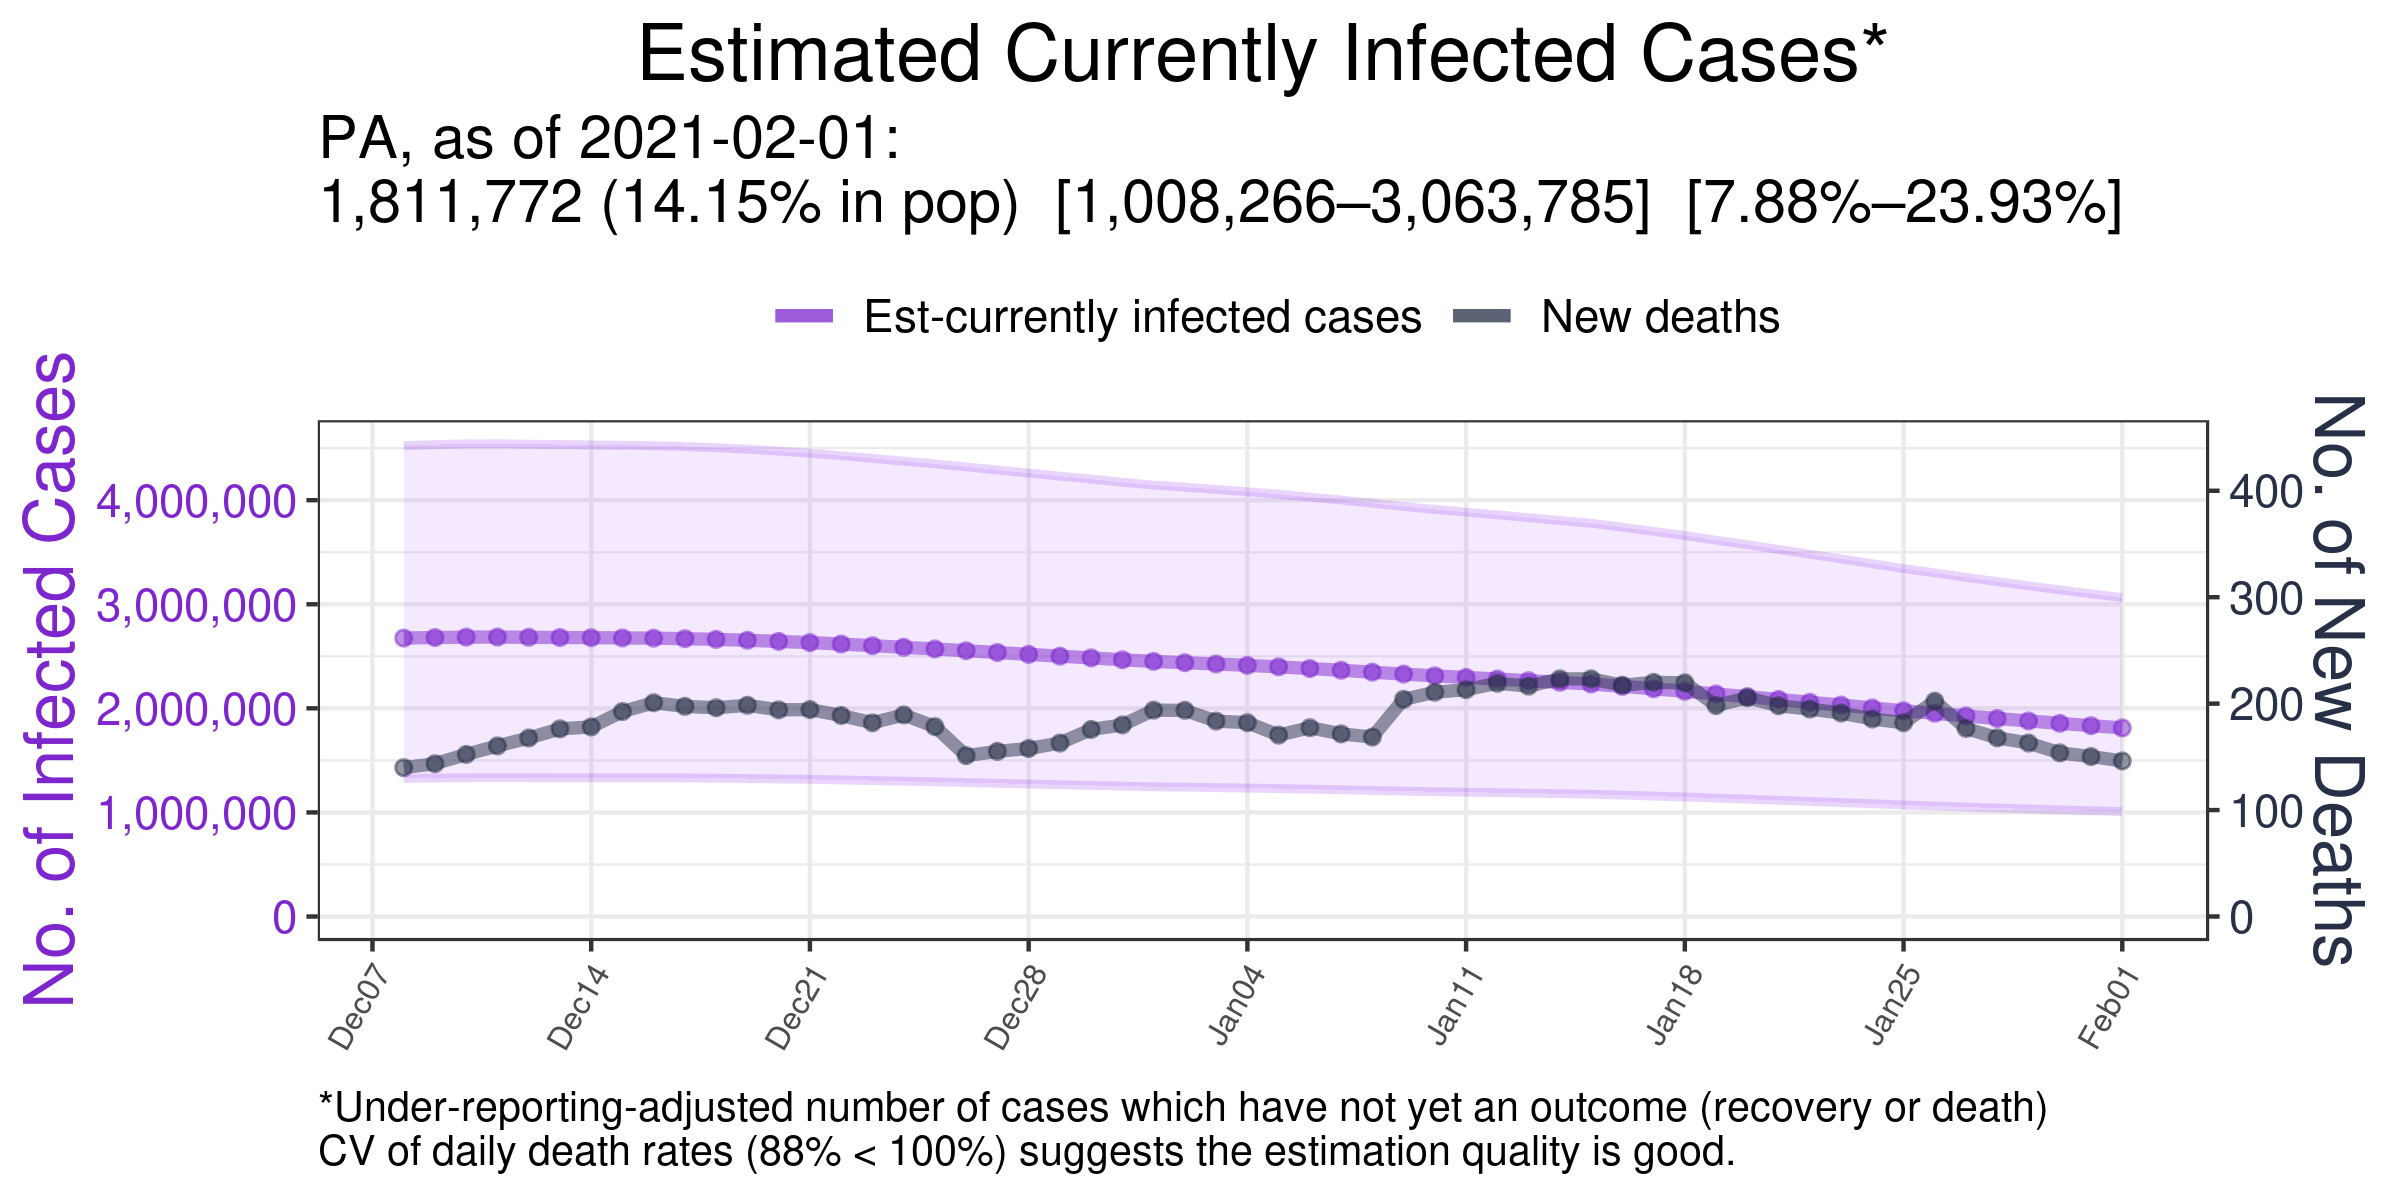 Estimated Currently Infected Cases*
PA, as of 2021-02-01:
1,811,772 (14.15% in pop)  [1,008,266–3,063,785]  [7.88%–23.93%]
Est-currently infected cases
New deaths
No. of Infected Cases
4,000,000
3,000,000
2,000,000
1,000,000
0
400
300
200
100
0
No. of New Deaths
Dec07
Dec14
Dec21
Dec28
Jan04
Jan11
Jan18
Jan25
Feb01
*Under-reporting-adjusted number of cases which have not yet an outcome (recovery or death)
CV of daily death rates (88% < 100%) suggests the estimation quality is good.